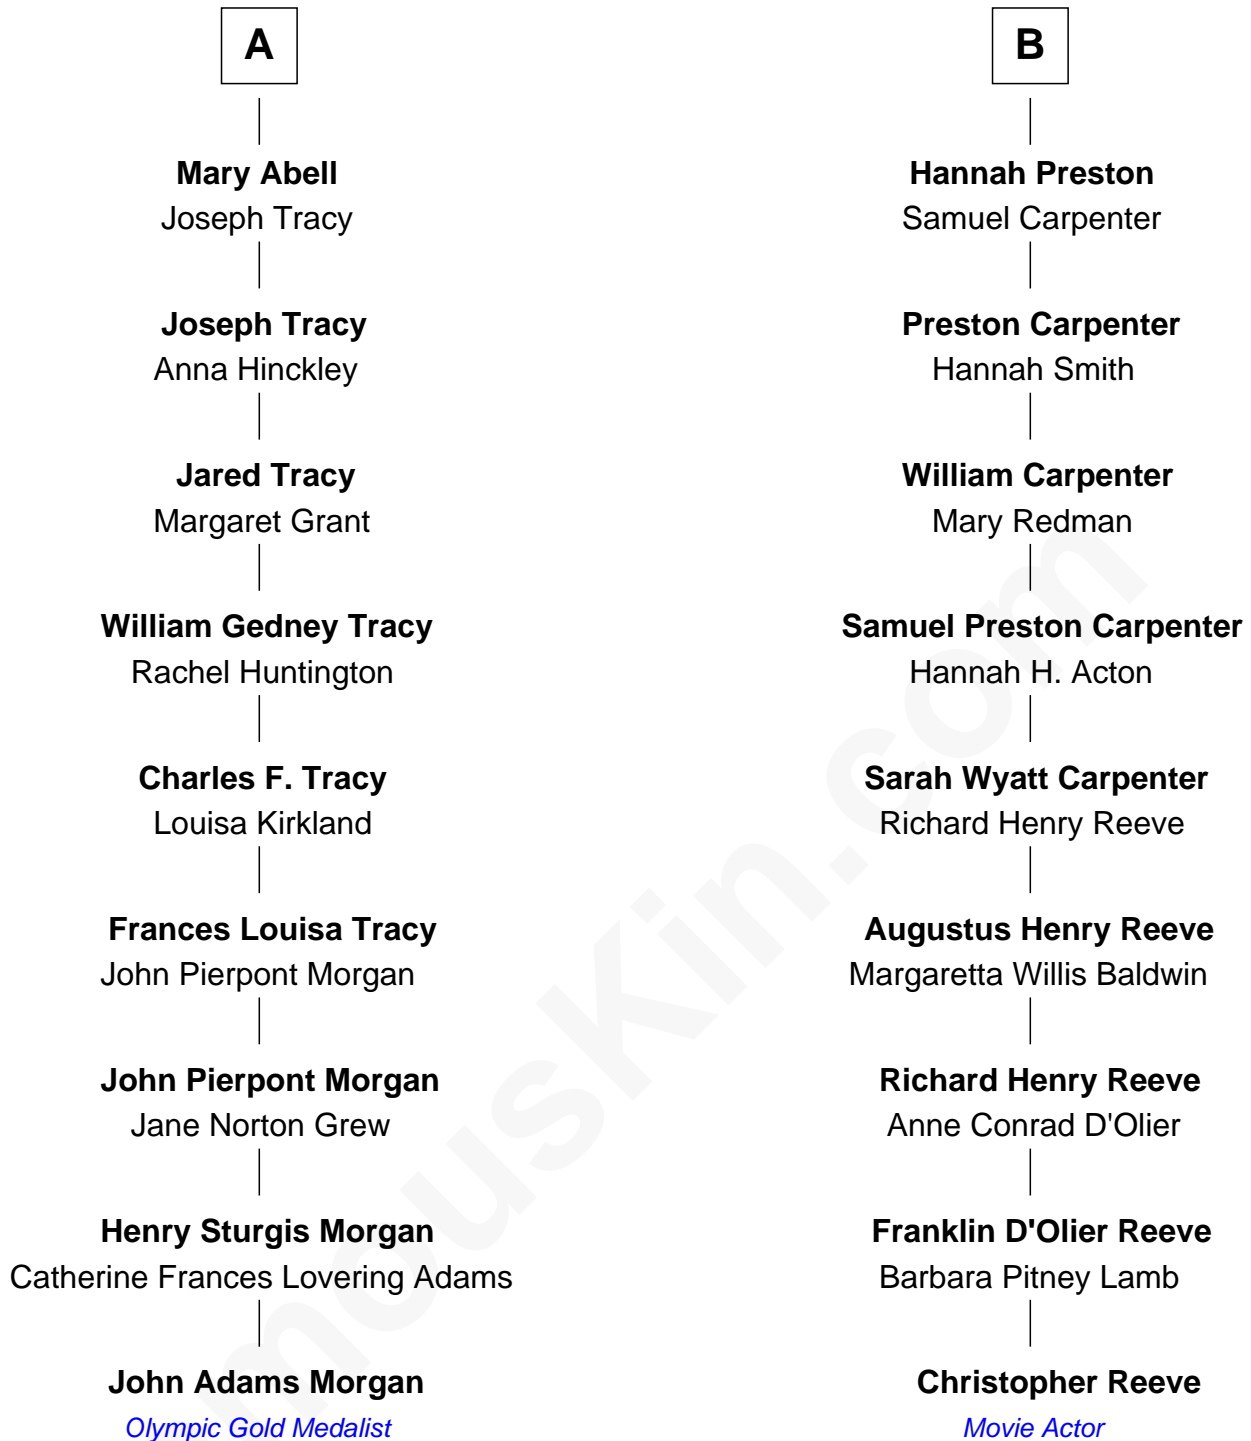 A
Mary Abell
Joseph Tracy
Joseph Tracy
Anna Hinckley
Jared Tracy
Margaret Grant
William Gedney Tracy
Rachel Huntington
Charles F. Tracy
Louisa Kirkland
Frances Louisa Tracy
John Pierpont Morgan
John Pierpont Morgan
Jane Norton Grew
Henry Sturgis Morgan
Catherine Frances Lovering Adams
John Adams Morgan
Olympic Gold Medalist
B
Hannah Preston
Samuel Carpenter
Preston Carpenter
Hannah Smith
William Carpenter
Mary Redman
Samuel Preston Carpenter
Hannah H. Acton
Sarah Wyatt Carpenter
Richard Henry Reeve
Augustus Henry Reeve
Margaretta Willis Baldwin
Richard Henry Reeve
Anne Conrad D'Olier
Franklin D'Olier Reeve
Barbara Pitney Lamb
Christopher Reeve
Movie Actor
mousKin.com